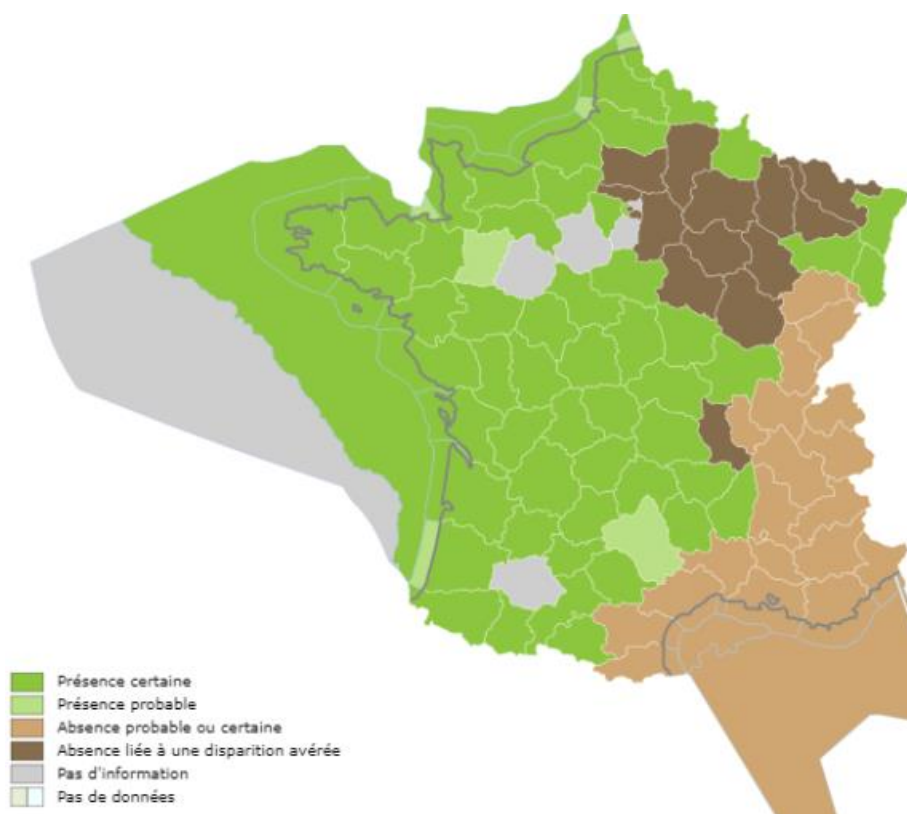 Présence certaine
Présence probable
Absence probable ou certaine
Absence liée à une disparition avérée
Pas d'information
Pas de données